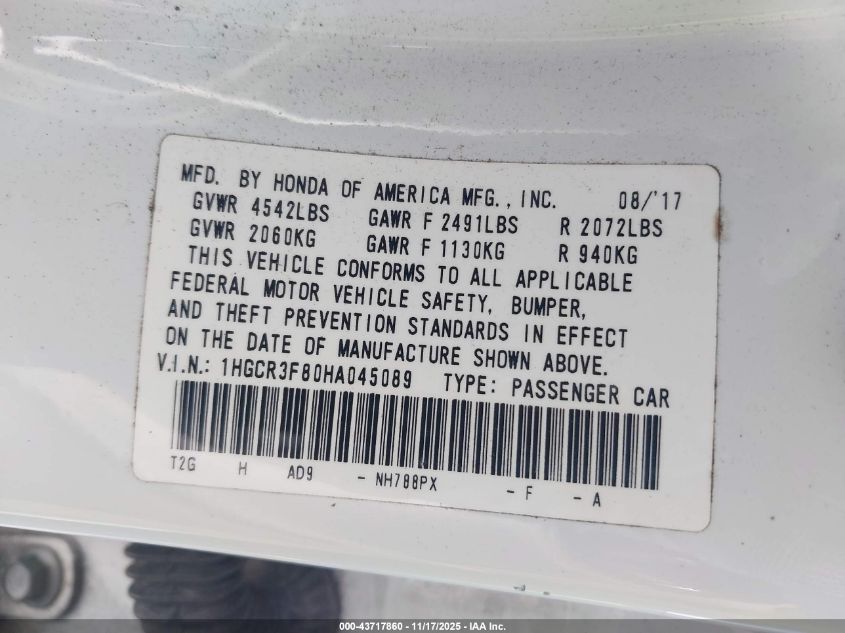 MFD. BY HONDA OF AMERICA MFG., INC. 08/'17
GVWR 4542LBS GAWR F 2491LBS R 2072LBS
GVWR 2060KG GAWR F 1130KG R 940KG
THIS VEHICLE CONFORMS TO ALL APPLICABLE
FEDERAL MOTOR VEHICLE SAFETY, BUMPER,
AND THEFT PREVENTION STANDARDS IN EFFECT
ON THE DATE OF MANUFACTURE SHOWN ABOVE.
V.I.N.: 1HGCR3F80HA045089 TYPE: PASSENGER CAR
T2G H AD9 - NH788PX - F - A
000-43717860 - 11/17/2025 - IAA Inc.